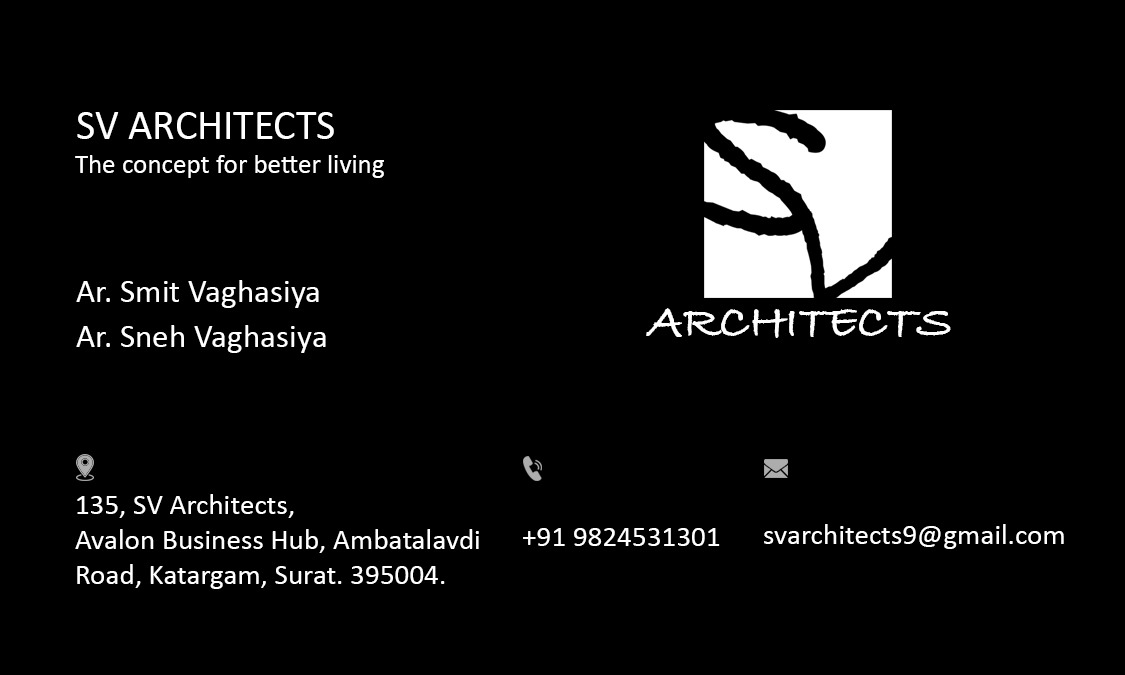 SV ARCHITECTS
The concept for better living
SV
ARCHITECTS
Ar. Smit Vaghasiya
Ar. Sneh Vaghasiya
135, SV Architects,
Avalon Business Hub, Ambatalavdi
Road, Katargam, Surat. 395004.
+91 9824531301
svarchitects9@gmail.com